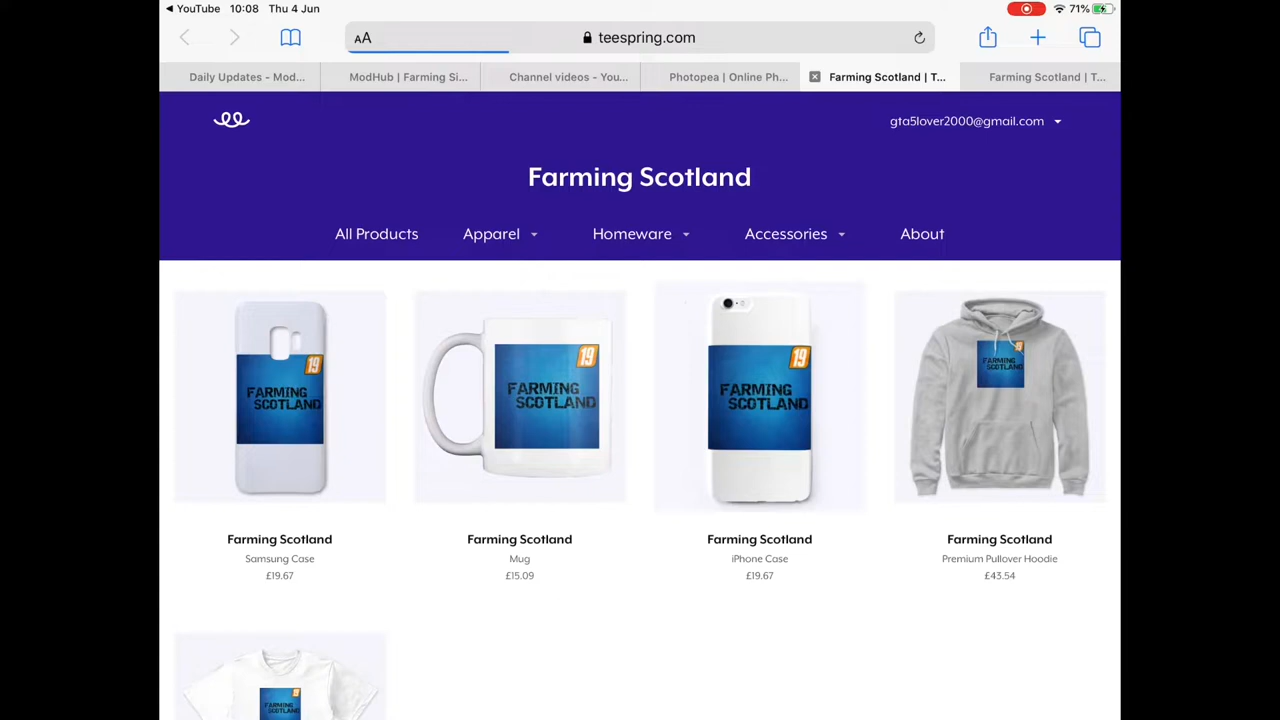 YouTube 10:08 Thu 4 Jun 71%
AA teespring.com
Daily Updates - Mod... ModHub | Farming Si... Channel videos - You... Photopea | Online Ph... Farming Scotland | T... Farming Scotland | T...
gta5lover2000@gmail.com
Farming Scotland
All Products Apparel Homeware Accessories About
19
FARMING
SCOTLAND
19
FARMING
SCOTLAND
19
FARMING
SCOTLAND
19
FARMING
SCOTLAND
Farming Scotland
Samsung Case
£19.67
Farming Scotland
Mug
£15.09
Farming Scotland
iPhone Case
£19.67
Farming Scotland
Premium Pullover Hoodie
£43.54
19
FARMING
SCOTLAND